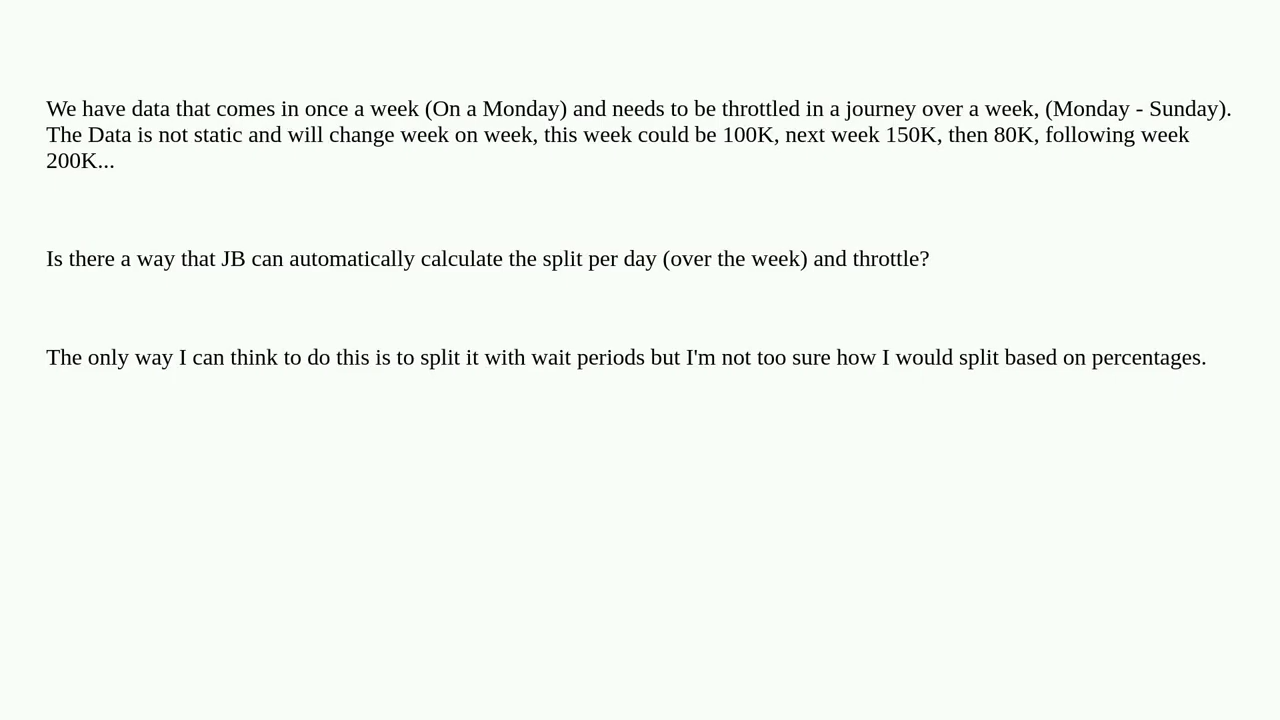 We have data that comes in once a week (On a Monday) and needs to be throttled in a journey over a week, (Monday - Sunday).
The Data is not static and will change week on week, this week could be 100K, next week 150K, then 80K, following week
200K...
Is there a way that JB can automatically calculate the split per day (over the week) and throttle?
The only way I can think to do this is to split it with wait periods but I'm not too sure how I would split based on percentages.